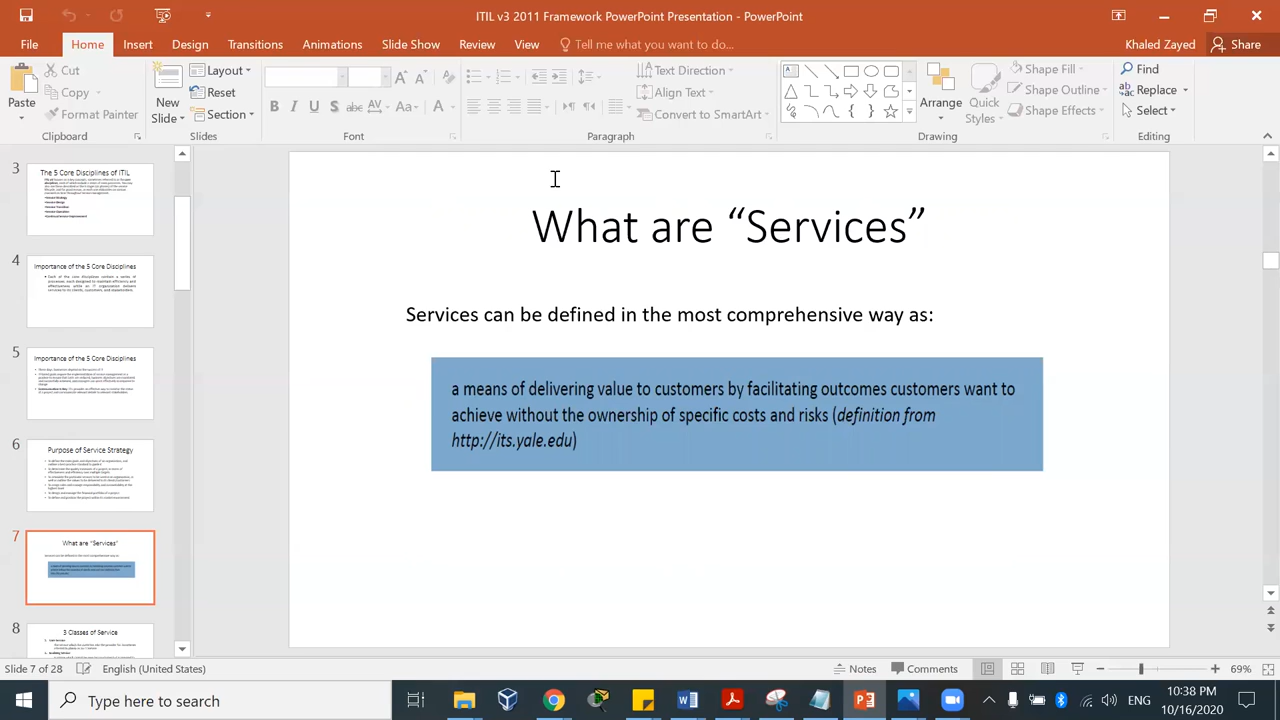 ITIL v3 2011 Framework PowerPoint Presentation - PowerPoint
File Home Insert Design Transitions Animations Slide Show Review View Tell me what you want to do... Khaled Zayed Share
Paste Cut Copy Format Painter
Clipboard
New Slide Layout Reset Section
Slides
B I U S abc AV Aa A
Font
Text Direction Align Text Convert to SmartArt
Paragraph
Arrange Quick Styles Shape Fill Shape Outline Shape Effects
Drawing
Find Replace Select
Editing
3
The 5 Core Disciplines of ITIL
4
Importance of the 5 Core Disciplines
5
Importance of the 5 Core Disciplines
6
Purpose of Service Strategy
7
What are “Services”
8
3 Classes of Service
What are “Services”
Services can be defined in the most comprehensive way as:
a means of delivering value to customers by facilitating outcomes customers want to
achieve without the ownership of specific costs and risks (definition from
http://its.yale.edu)
Slide 7 of 28 English (United States) Notes Comments 69%
Type here to search ENG 10:38 PM
10/16/2020